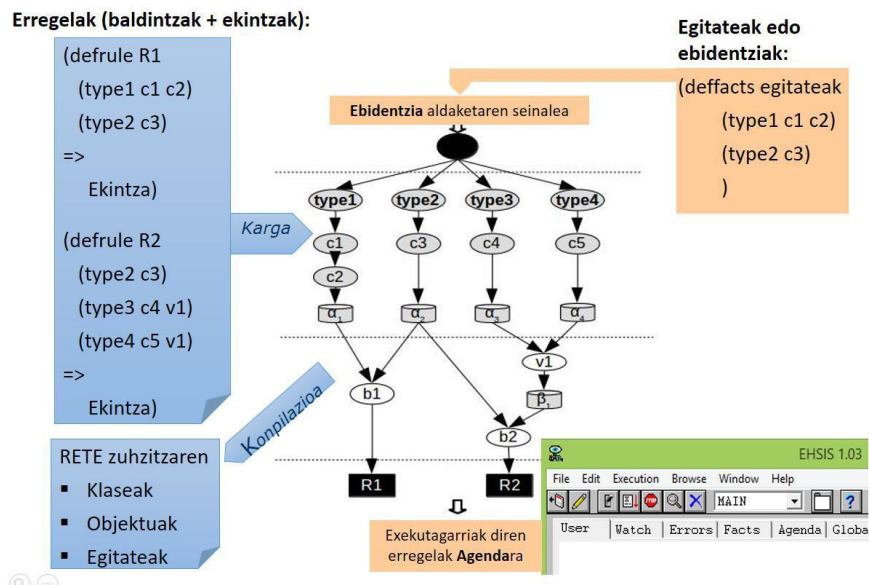 Erregelak (baldintzak + ekintzak):
(defrule R1
(type1 c1 c2)
(type2 c3)
=>
Ekintza)
(defrule R2
(type2 c3)
(type3 c4 v1)
(type4 c5 v1)
=>
Ekintza)
Karga
Konpilazioa
RETE zuhzitzaren
▪ Klaseak
▪ Objektuak
▪ Egitateak
Egitateak edo
ebidentziak:
(deffacts egitateak
(type1 c1 c2)
(type2 c3)
)
Ebidentzia aldaketaren seinalea
type1 type2 type3 type4
c1 c3 c4 c5
c2
α1 α2 α3 α4
v1
b1
β1
b2
R1 R2
Exekutagarriak diren
erregelak Agendara
EHSIS 1.03
File Edit Execution Browse Window Help
MAIN
User Watch Errors Facts Agenda Globa